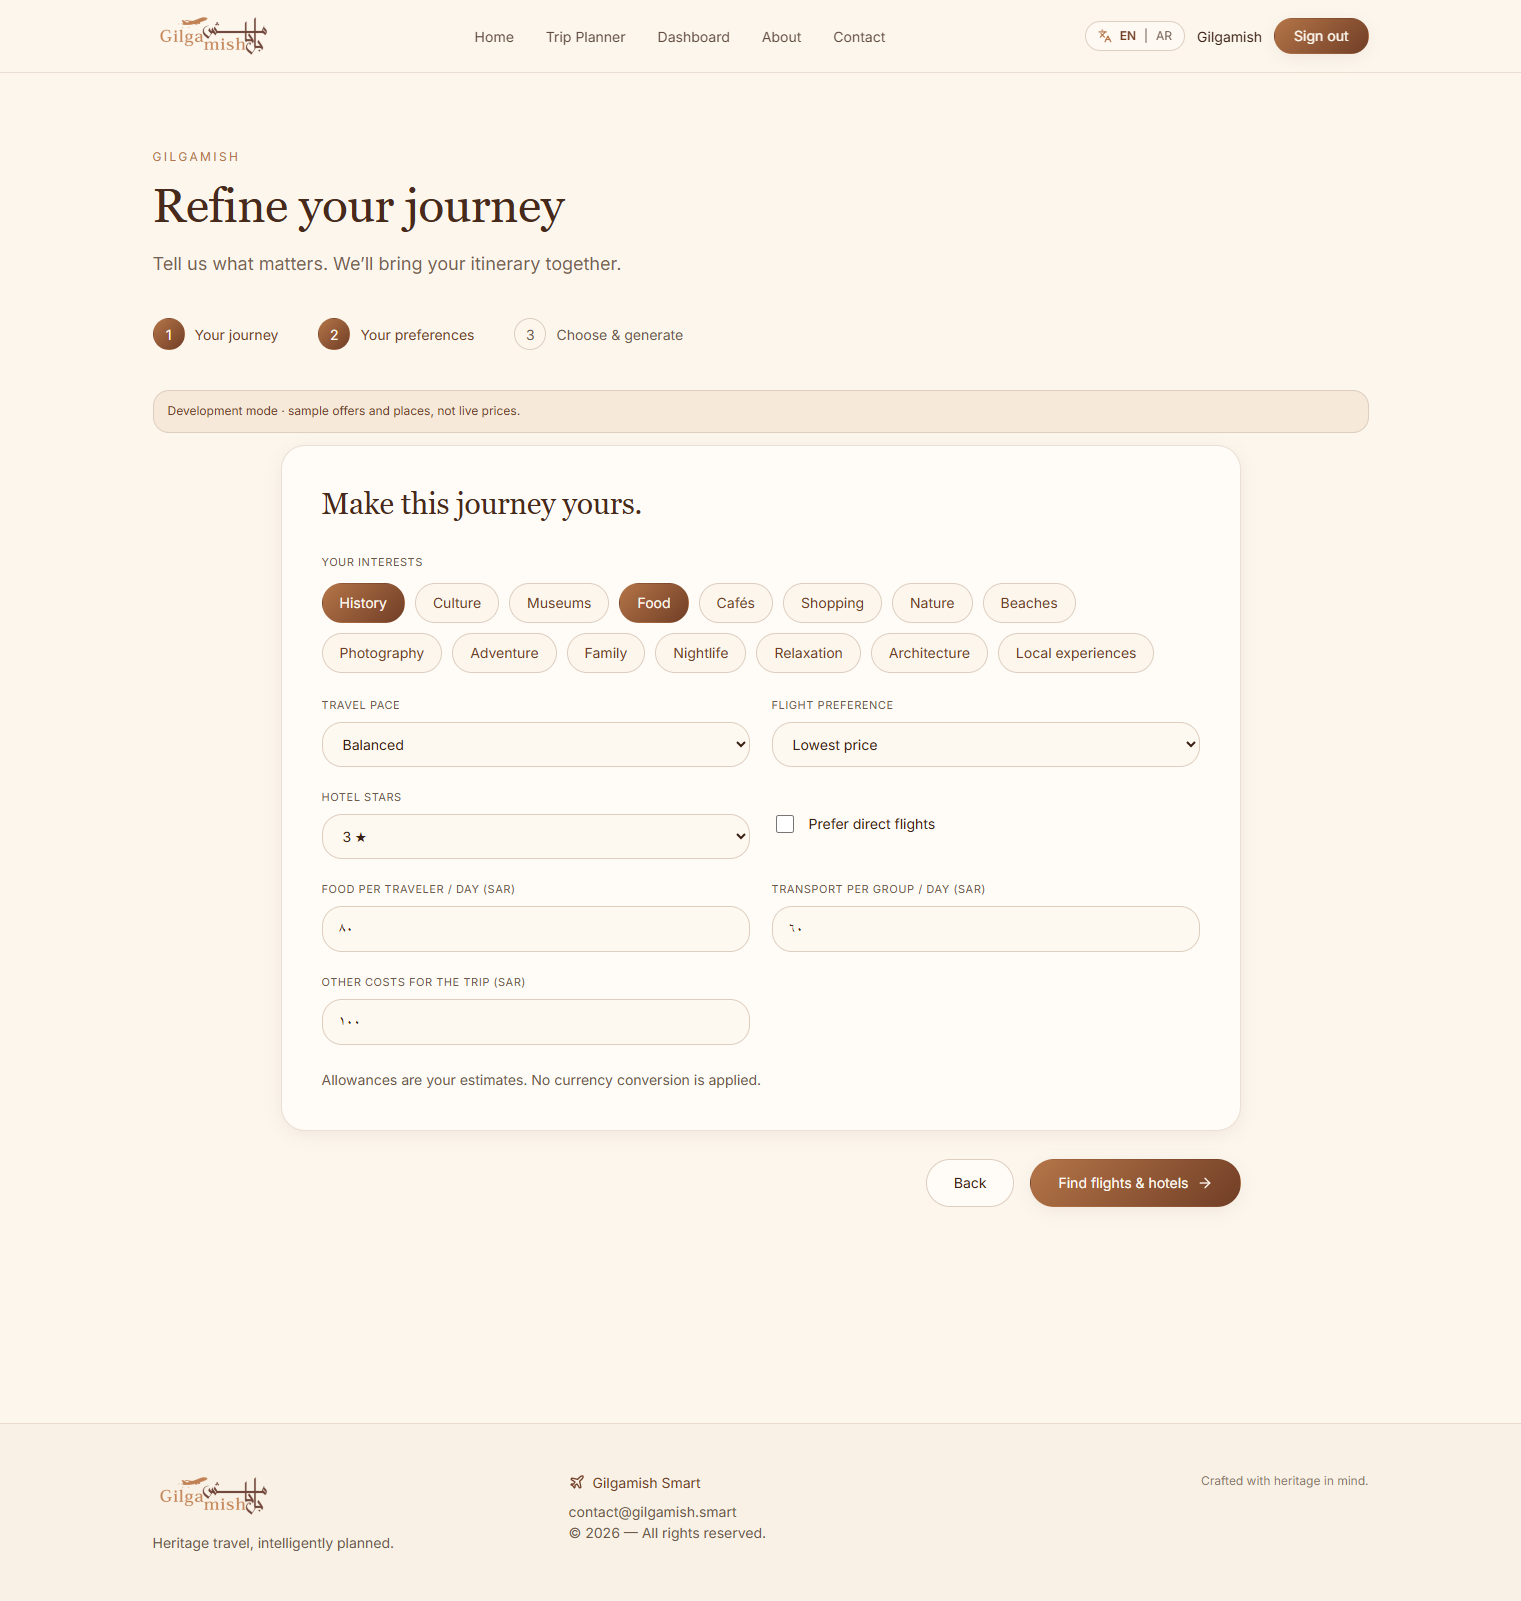 Gilgamish جلجامش
Home Trip Planner Dashboard About Contact
EN | AR Gilgamish Sign out
GILGAMISH
Refine your journey
Tell us what matters. We’ll bring your itinerary together.
1 Your journey 2 Your preferences 3 Choose & generate
Development mode · sample offers and places, not live prices.
Make this journey yours.
YOUR INTERESTS
History Culture Museums Food Cafés Shopping Nature Beaches
Photography Adventure Family Nightlife Relaxation Architecture Local experiences
TRAVEL PACE FLIGHT PREFERENCE
Balanced Lowest price
HOTEL STARS
3 ★ Prefer direct flights
FOOD PER TRAVELER / DAY (SAR) TRANSPORT PER GROUP / DAY (SAR)
٨٠ ٦٠
OTHER COSTS FOR THE TRIP (SAR)
١٠٠
Allowances are your estimates. No currency conversion is applied.
Back Find flights & hotels →
Gilgamish جلجامش
Heritage travel, intelligently planned.
Gilgamish Smart
contact@gilgamish.smart
© 2026 — All rights reserved.
Crafted with heritage in mind.